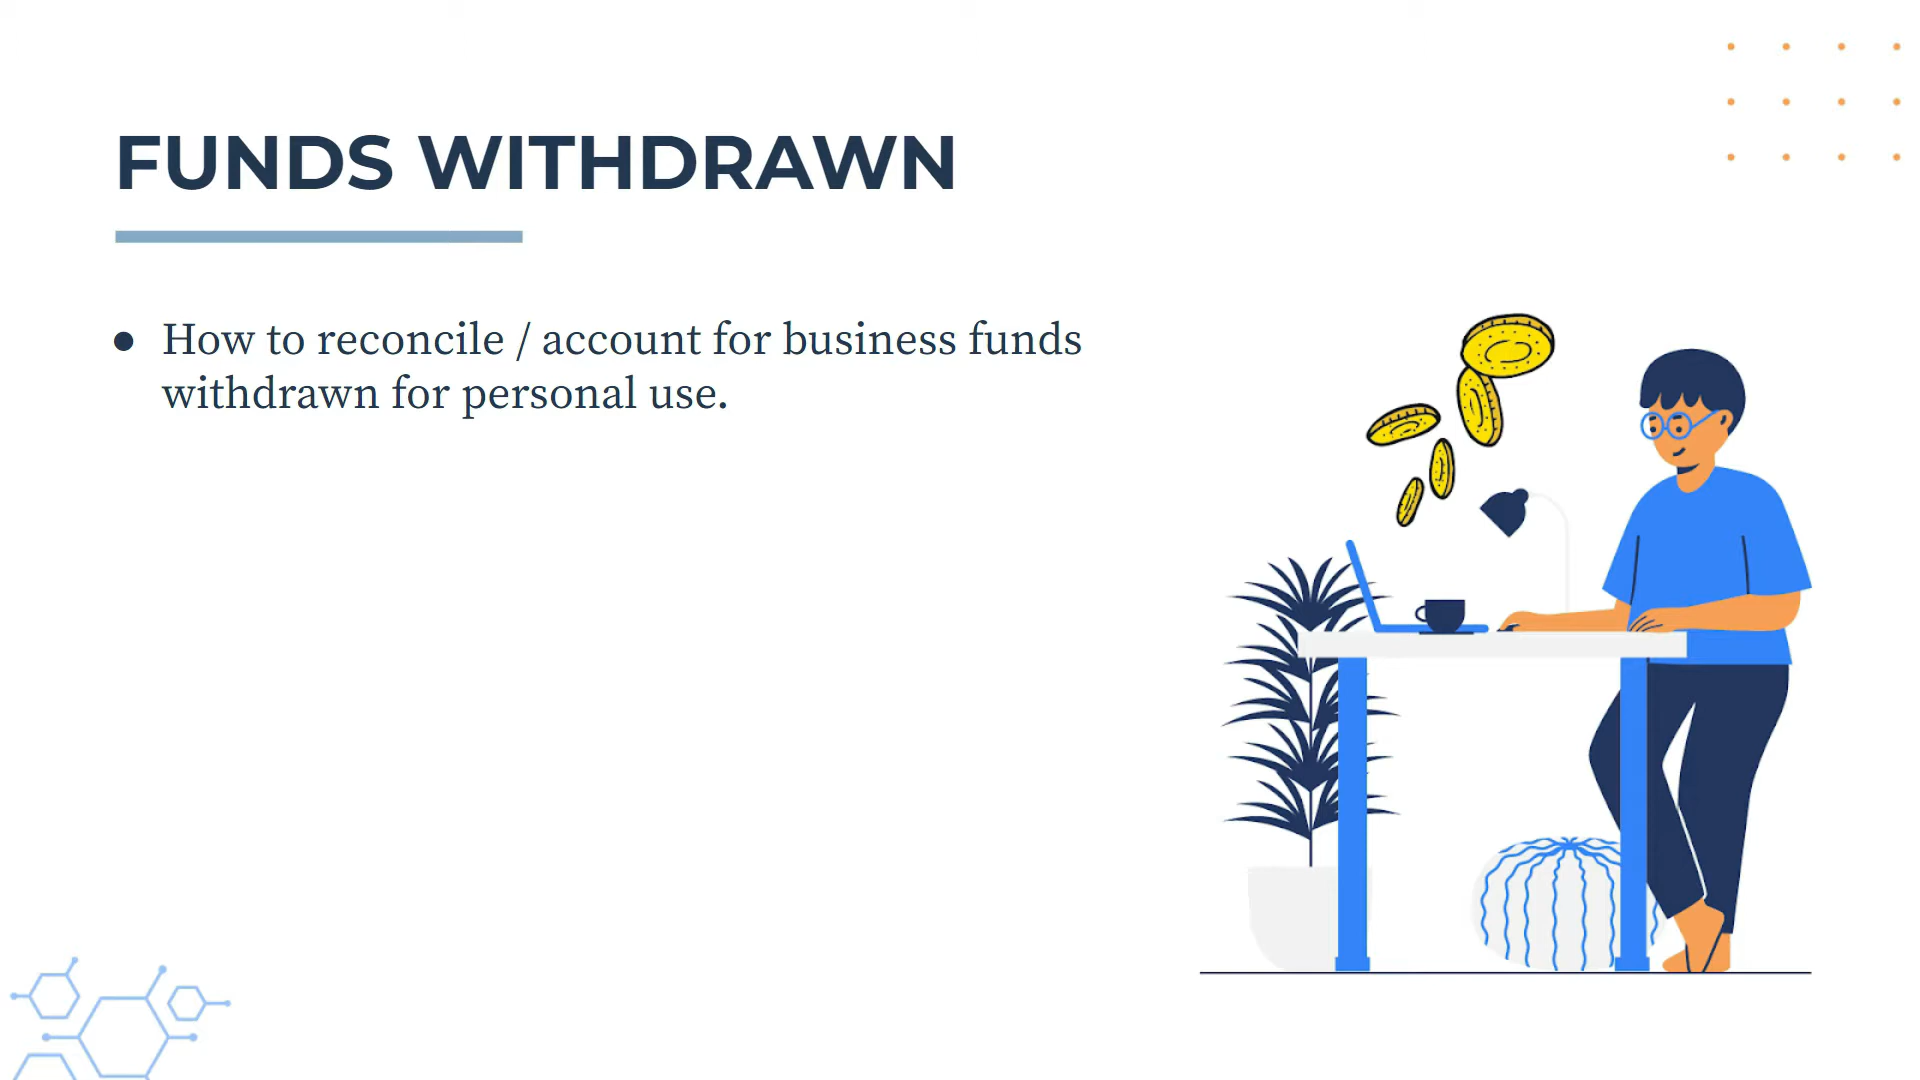 FUNDS WITHDRAWN
● How to reconcile / account for business funds
withdrawn for personal use.